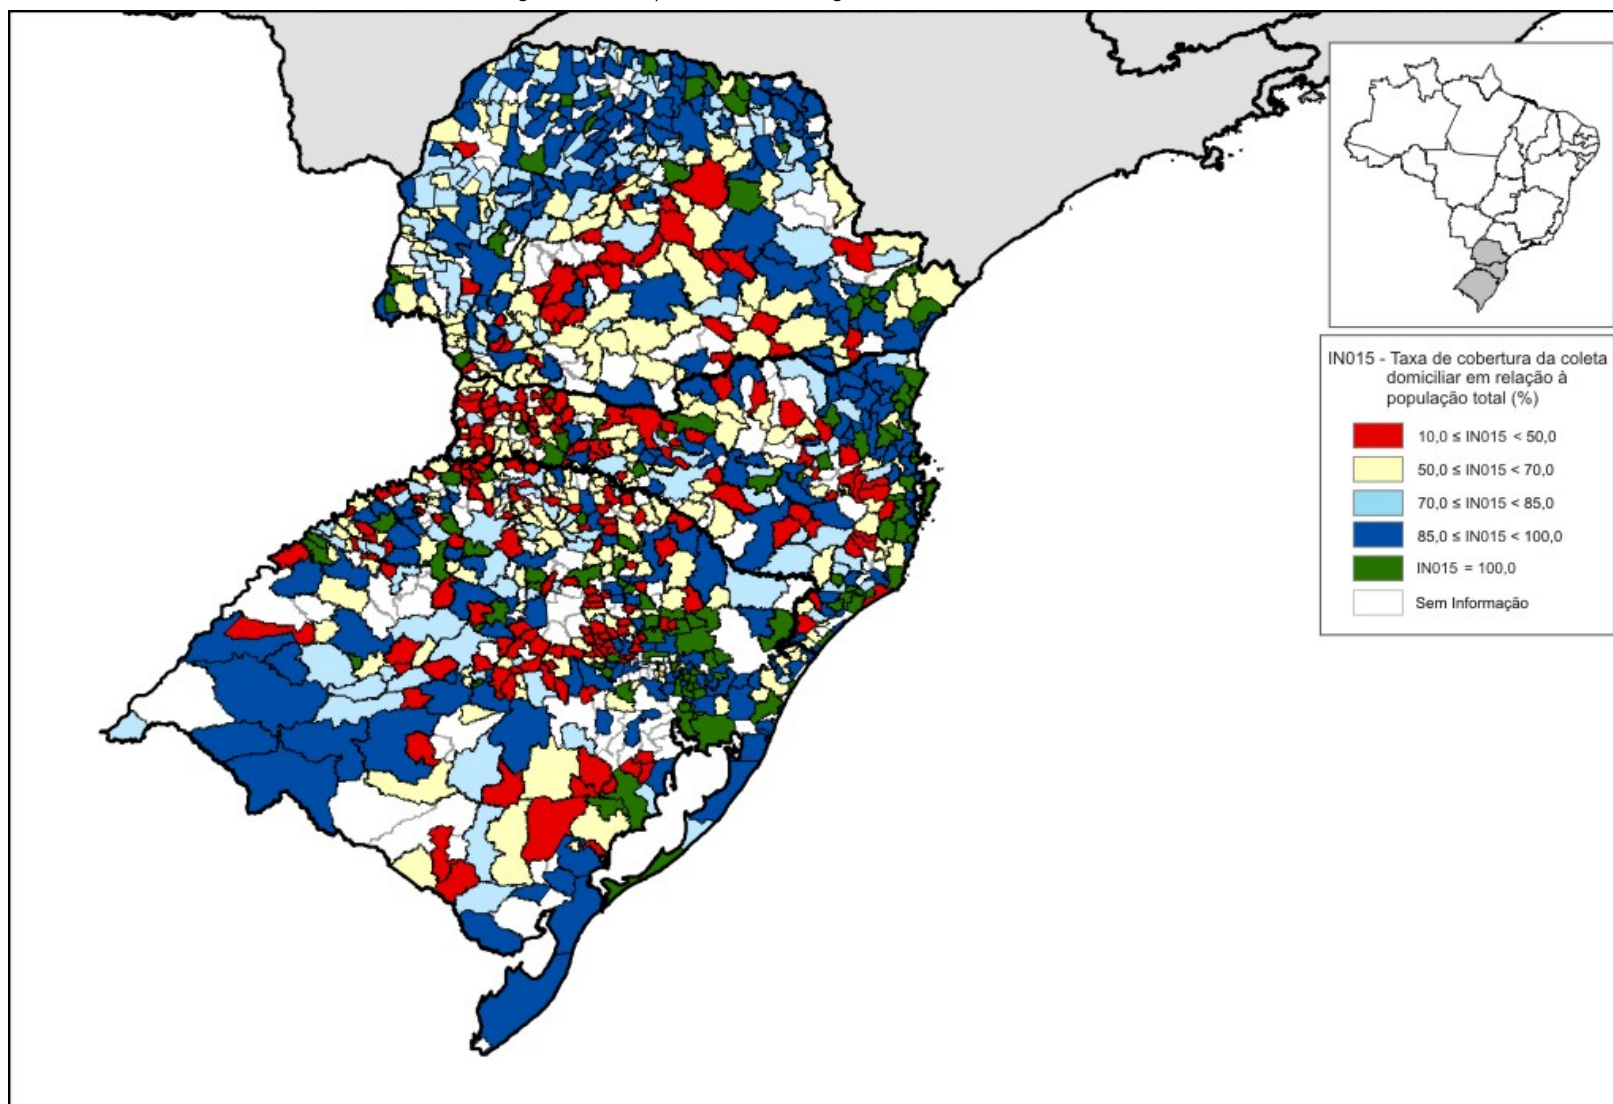 IN015 - Taxa de cobertura da coleta
domiciliar em relação à
população total (%)
10,0 ≤ IN015 < 50,0
50,0 ≤ IN015 < 70,0
70,0 ≤ IN015 < 85,0
85,0 ≤ IN015 < 100,0
IN015 = 100,0
Sem Informação